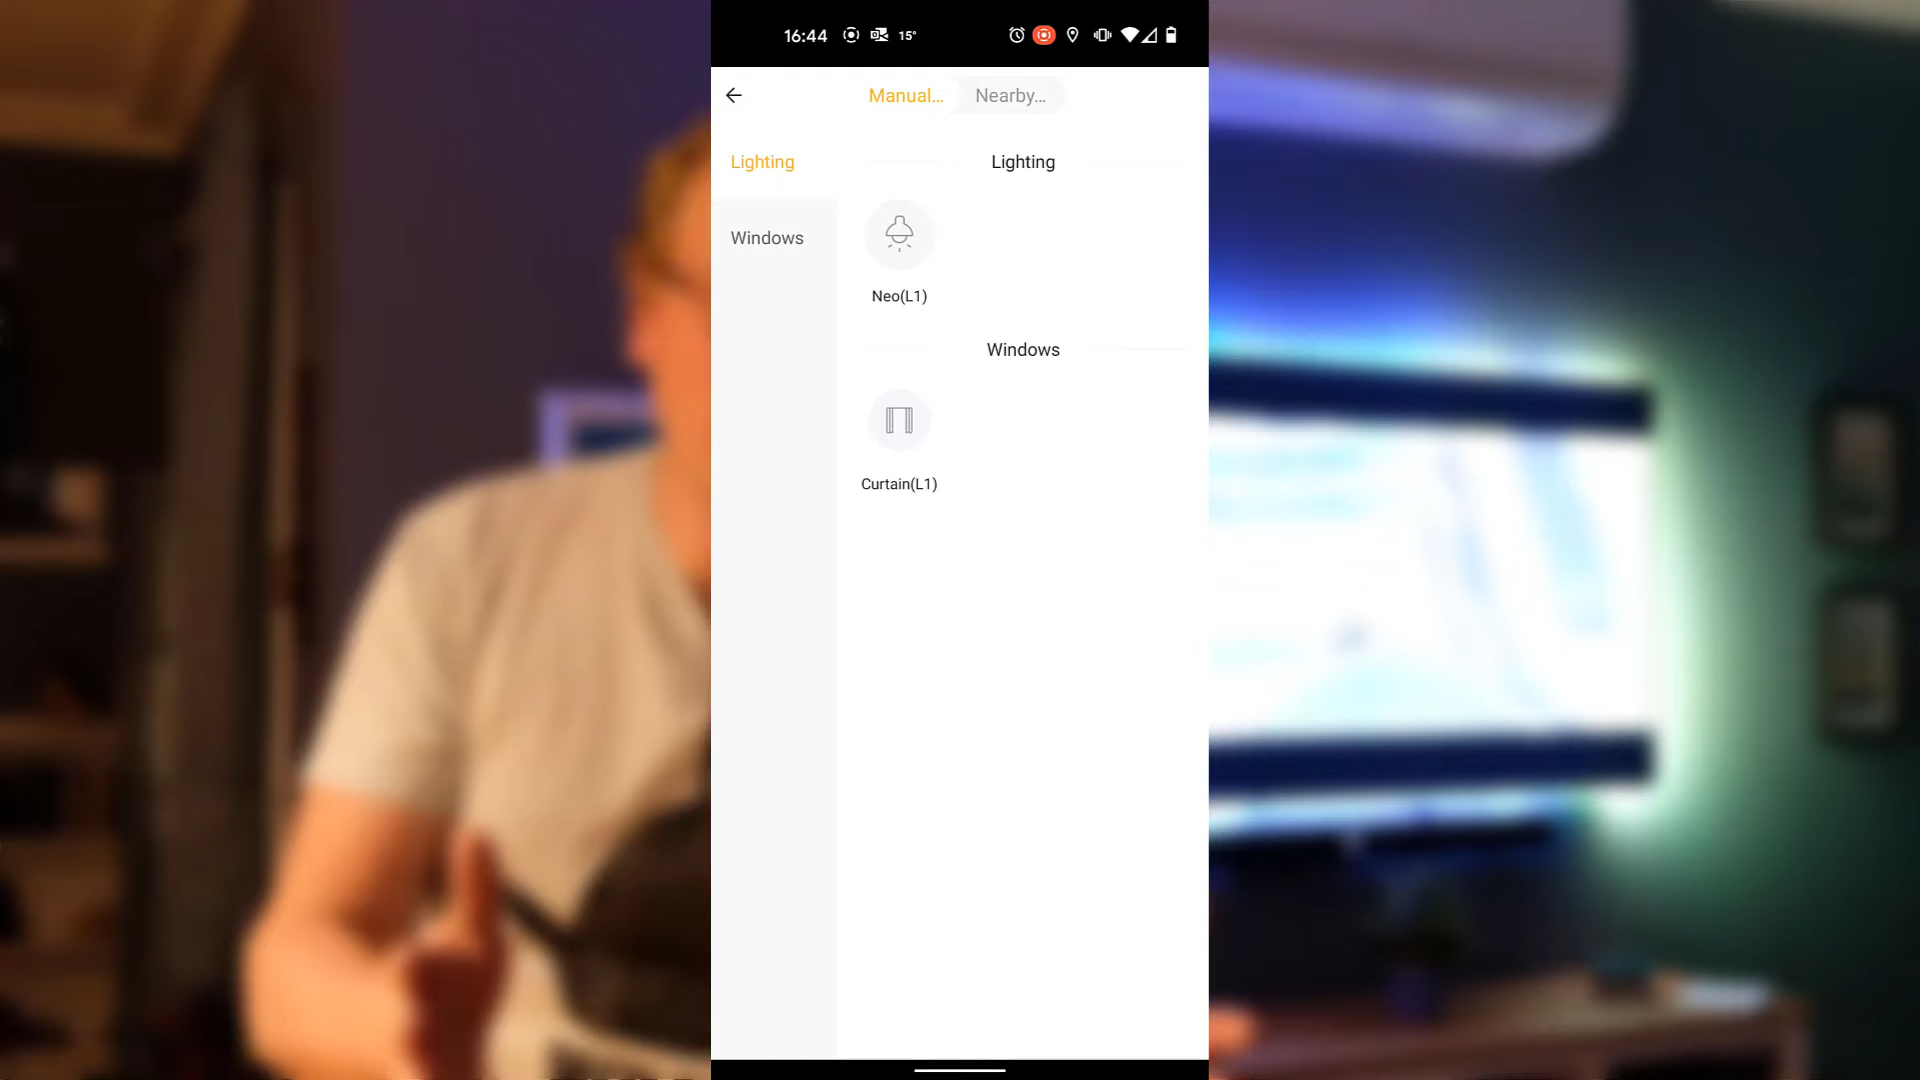 16:44 15°
Manual... Nearby...
Lighting
Lighting
Windows
Neo(L1)
Windows
Curtain(L1)